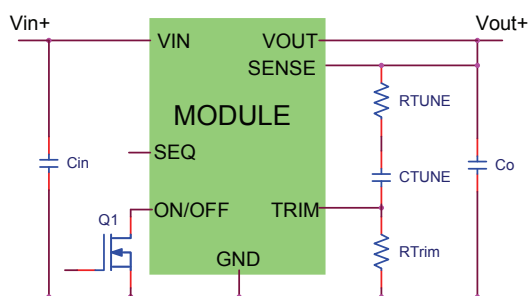 Vin+
Vout+
VIN
VOUT
SENSE
RTUNE
MODULE
Cin
SEQ
CTUNE
Co
Q1
ON/OFF
TRIM
RTrim
GND